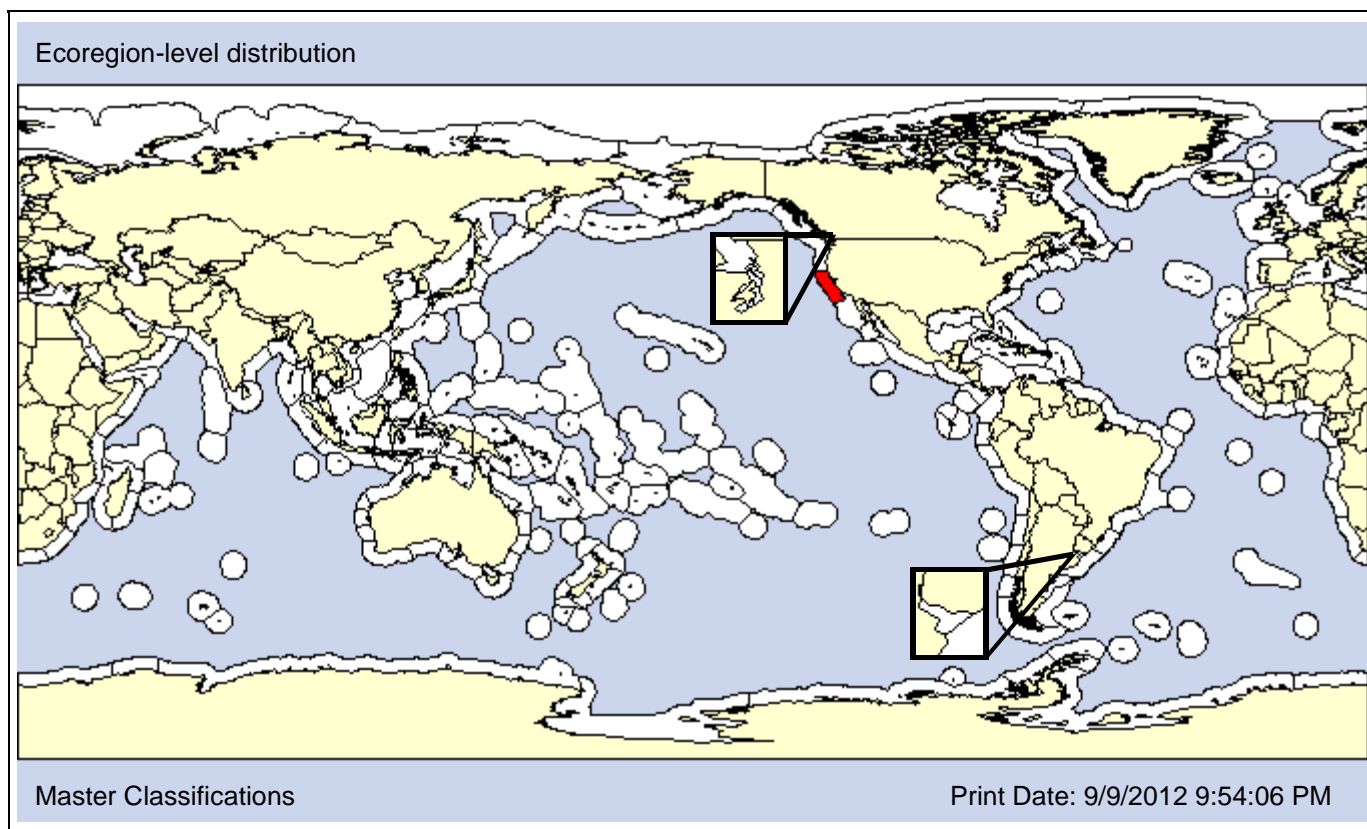 Ecoregion-level distribution
Master Classifications
Print Date: 9/9/2012 9:54:06 PM